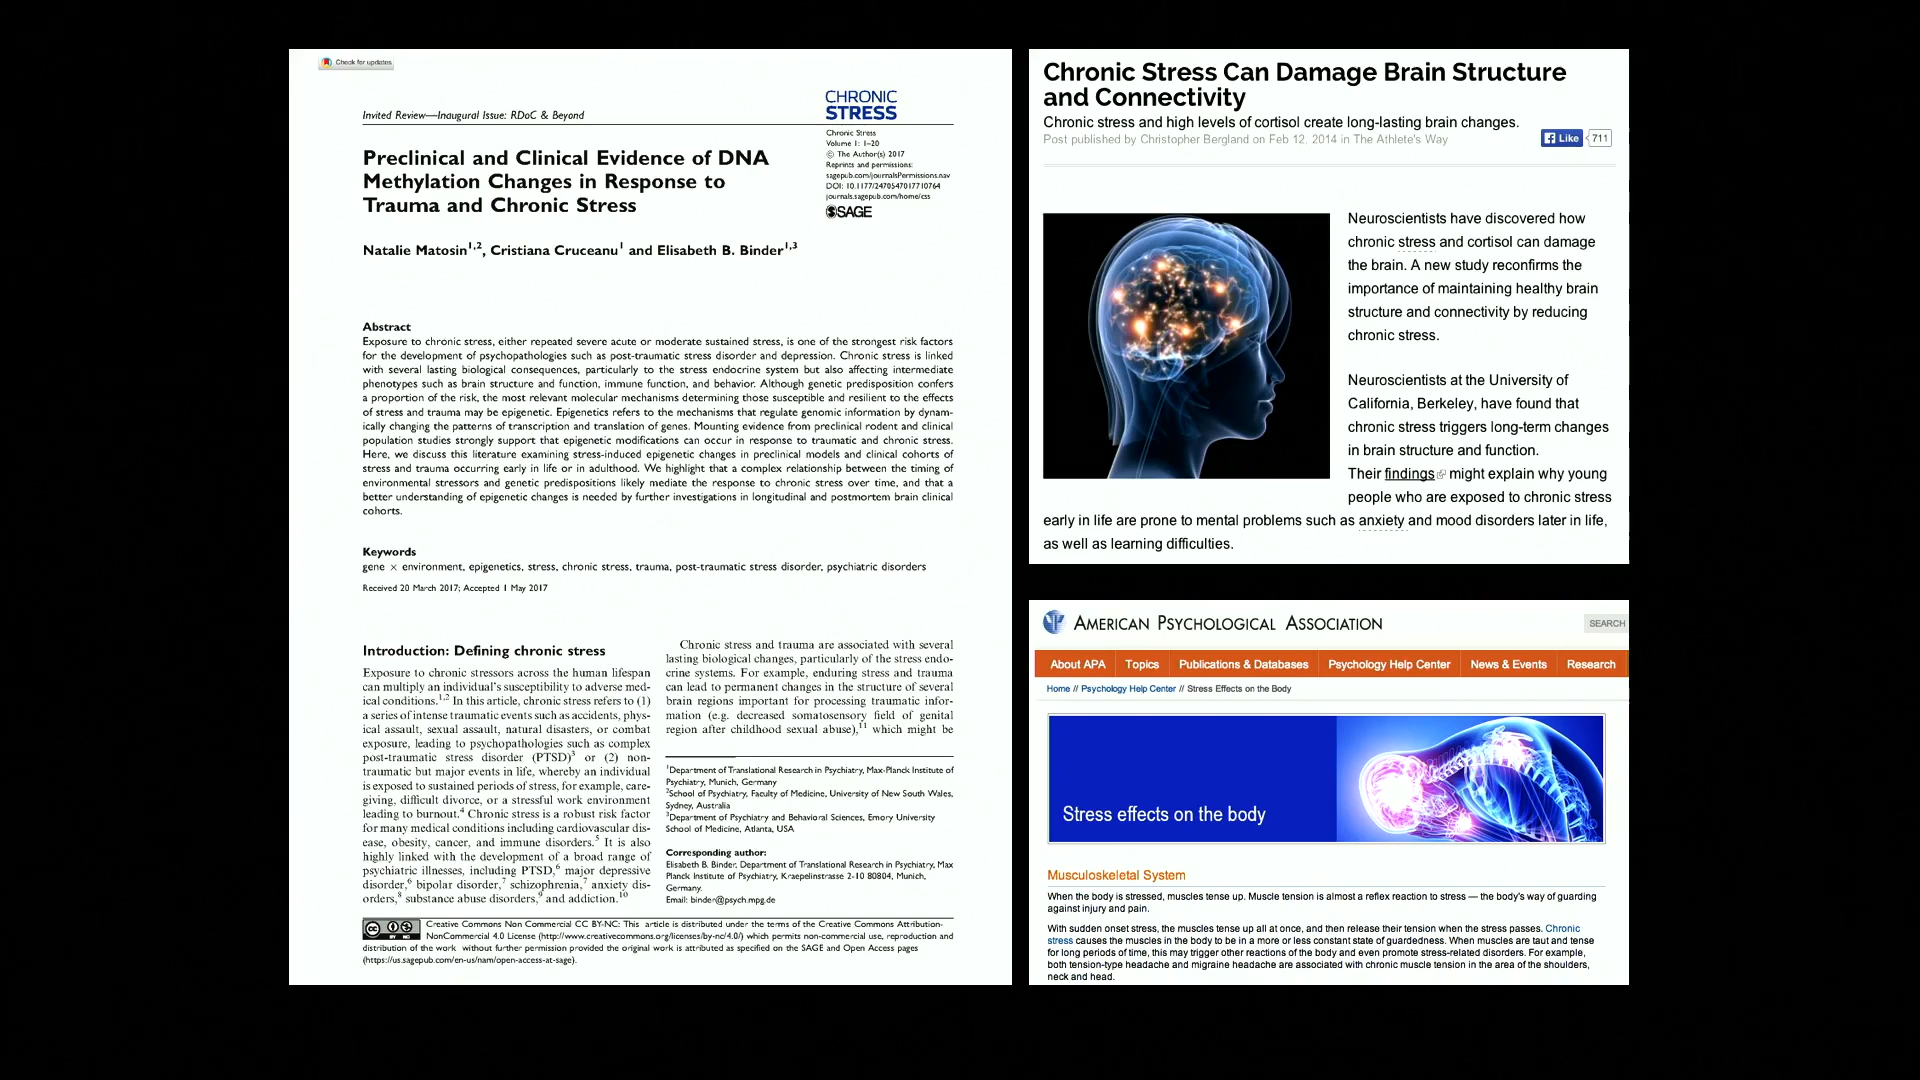 Check for updates
Invited Review—Inaugural Issue: RDoC & Beyond
CHRONIC
STRESS
Chronic Stress
Volume 1: 1–20
© The Author(s) 2017
Reprints and permissions:
sagepub.com/journalsPermissions.nav
DOI: 10.1177/2470547017710764
journals.sagepub.com/home/css
SAGE
Preclinical and Clinical Evidence of DNA
Methylation Changes in Response to
Trauma and Chronic Stress
Natalie Matosin1,2, Cristiana Cruceanu1 and Elisabeth B. Binder1,3
Abstract
Exposure to chronic stress, either repeated severe acute or moderate sustained stress, is one of the strongest risk factors
for the development of psychopathologies such as post-traumatic stress disorder and depression. Chronic stress is linked
with several lasting biological consequences, particularly to the stress endocrine system but also affecting intermediate
phenotypes such as brain structure and function, immune function, and behavior. Although genetic predisposition confers
a proportion of the risk, the most relevant molecular mechanisms determining those susceptible and resilient to the effects
of stress and trauma may be epigenetic. Epigenetics refers to the mechanisms that regulate genomic information by dynam-
ically changing the patterns of transcription and translation of genes. Mounting evidence from preclinical rodent and clinical
population studies strongly support that epigenetic modifications can occur in response to traumatic and chronic stress.
Here, we discuss this literature examining stress-induced epigenetic changes in preclinical models and clinical cohorts of
stress and trauma occurring early in life or in adulthood. We highlight that a complex relationship between the timing of
environmental stressors and genetic predispositions likely mediate the response to chronic stress over time, and that a
better understanding of epigenetic changes is needed by further investigations in longitudinal and postmortem brain clinical
cohorts.
Keywords
gene × environment, epigenetics, stress, chronic stress, trauma, post-traumatic stress disorder, psychiatric disorders
Received 20 March 2017; Accepted 1 May 2017
Introduction: Defining chronic stress
Exposure to chronic stressors across the human lifespan
can multiply an individual's susceptibility to adverse med-
ical conditions.1,2 In this article, chronic stress refers to (1)
a series of intense traumatic events such as accidents, phys-
ical assault, sexual assault, natural disasters, or combat
exposure, leading to psychopathologies such as complex
post-traumatic stress disorder (PTSD)3 or (2) non-
traumatic but major events in life, whereby an individual
is exposed to sustained periods of stress, for example, care-
giving, difficult divorce, or a stressful work environment
leading to burnout.4 Chronic stress is a robust risk factor
for many medical conditions including cardiovascular dis-
ease, obesity, cancer, and immune disorders.5 It is also
highly linked with the development of a broad range of
psychiatric illnesses, including PTSD,6 major depressive
disorder,6 bipolar disorder,7 schizophrenia,7 anxiety dis-
orders,8 substance abuse disorders,9 and addiction.10
Chronic stress and trauma are associated with several
lasting biological changes, particularly of the stress endo-
crine systems. For example, enduring stress and trauma
can lead to permanent changes in the structure of several
brain regions important for processing traumatic infor-
mation (e.g. decreased somatosensory field of genital
region after childhood sexual abuse),11 which might be
1Department of Translational Research in Psychiatry, Max-Planck Institute of
Psychiatry, Munich, Germany
2School of Psychiatry, Faculty of Medicine, University of New South Wales,
Sydney, Australia
3Department of Psychiatry and Behavioral Sciences, Emory University
School of Medicine, Atlanta, USA
Corresponding author:
Elisabeth B. Binder, Department of Translational Research in Psychiatry, Max
Planck Institute of Psychiatry, Kraepelinstrasse 2-10 80804, Munich,
Germany.
Email: binder@psych.mpg.de
Creative Commons Non Commercial CC BY-NC: This article is distributed under the terms of the Creative Commons Attribution-
NonCommercial 4.0 License (http://www.creativecommons.org/licenses/by-nc/4.0/) which permits non-commercial use, reproduction and
distribution of the work without further permission provided the original work is attributed as specified on the SAGE and Open Access pages
(https://us.sagepub.com/en-us/nam/open-access-at-sage).
Chronic Stress Can Damage Brain Structure
and Connectivity
Chronic stress and high levels of cortisol create long-lasting brain changes.
Post published by Christopher Bergland on Feb 12, 2014 in The Athlete's Way
Like 711
Neuroscientists have discovered how
chronic stress and cortisol can damage
the brain. A new study reconfirms the
importance of maintaining healthy brain
structure and connectivity by reducing
chronic stress.
Neuroscientists at the University of
California, Berkeley, have found that
chronic stress triggers long-term changes
in brain structure and function.
Their findings might explain why young
people who are exposed to chronic stress
early in life are prone to mental problems such as anxiety and mood disorders later in life,
as well as learning difficulties.
AMERICAN PSYCHOLOGICAL ASSOCIATION
SEARCH
About APA Topics Publications & Databases Psychology Help Center News & Events Research
Home // Psychology Help Center // Stress Effects on the Body
Stress effects on the body
Musculoskeletal System
When the body is stressed, muscles tense up. Muscle tension is almost a reflex reaction to stress — the body's way of guarding
against injury and pain.
With sudden onset stress, the muscles tense up all at once, and then release their tension when the stress passes. Chronic
stress causes the muscles in the body to be in a more or less constant state of guardedness. When muscles are taut and tense
for long periods of time, this may trigger other reactions of the body and even promote stress-related disorders. For example,
both tension-type headache and migraine headache are associated with chronic muscle tension in the area of the shoulders,
neck and head.